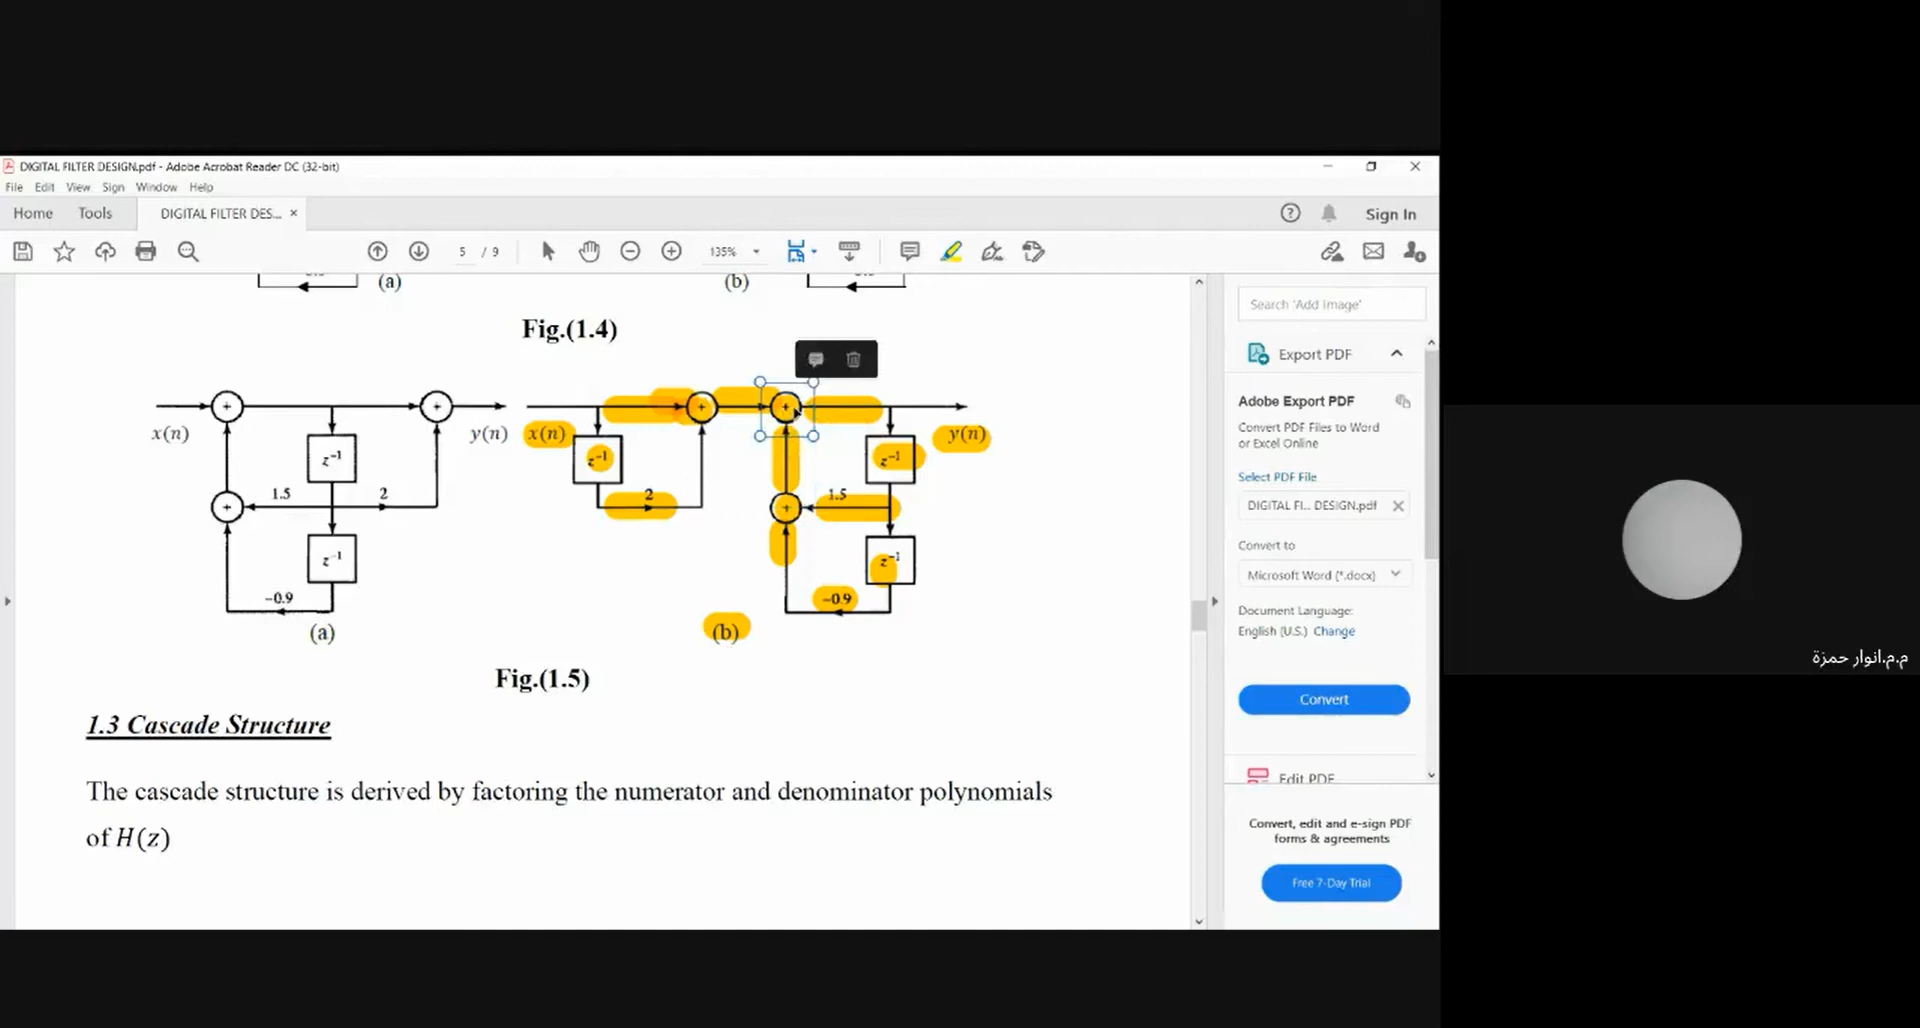 DIGITAL FILTER DESIGN.pdf - Adobe Acrobat Reader DC (32-bit)
File Edit View Sign Window Help
Home Tools DIGITAL FILTER DES... × Sign In
5 / 9 135%
(a) (b)
Fig.(1.4)
x(n) y(n) x(n) y(n)
+ + + +
z⁻¹ z⁻¹ z⁻¹
1.5 2 2 1.5
+ +
z⁻¹ z⁻¹
-0.9 -0.9
(a) (b)
Fig.(1.5)
1.3 Cascade Structure
The cascade structure is derived by factoring the numerator and denominator polynomials
of H(z)
Search 'Add Image'
Export PDF
Adobe Export PDF
Convert PDF Files to Word
or Excel Online
Select PDF File
DIGITAL FI... DESIGN.pdf
Convert to
Microsoft Word (*.docx)
Document Language:
English (U.S.) Change
Convert
Edit PDF
Convert, edit and e-sign PDF
forms & agreements
Free 7-Day Trial
م.م.انوار حمزة